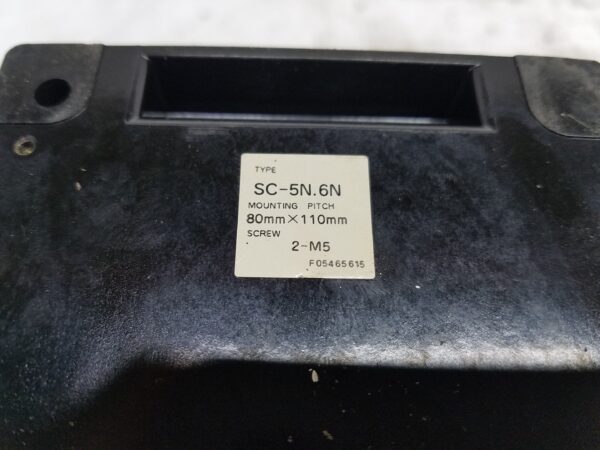 TYPE
SC-5N.6N
MOUNTING PITCH
80mm×110mm
SCREW
2-M5
F05465615